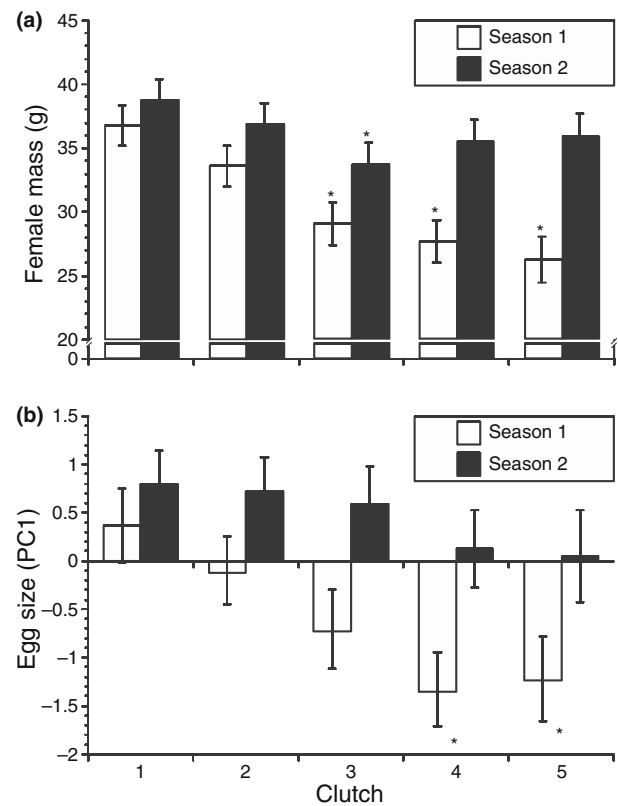 (a)
Season 1
Season 2
Female mass (g)
45
40
35
30
25
20
0
*
*
*
*
(b)
Season 1
Season 2
Egg size (PC1)
1.5
1
0.5
0
−0.5
−1
−1.5
−2
*
*
1 2 3 4 5
Clutch